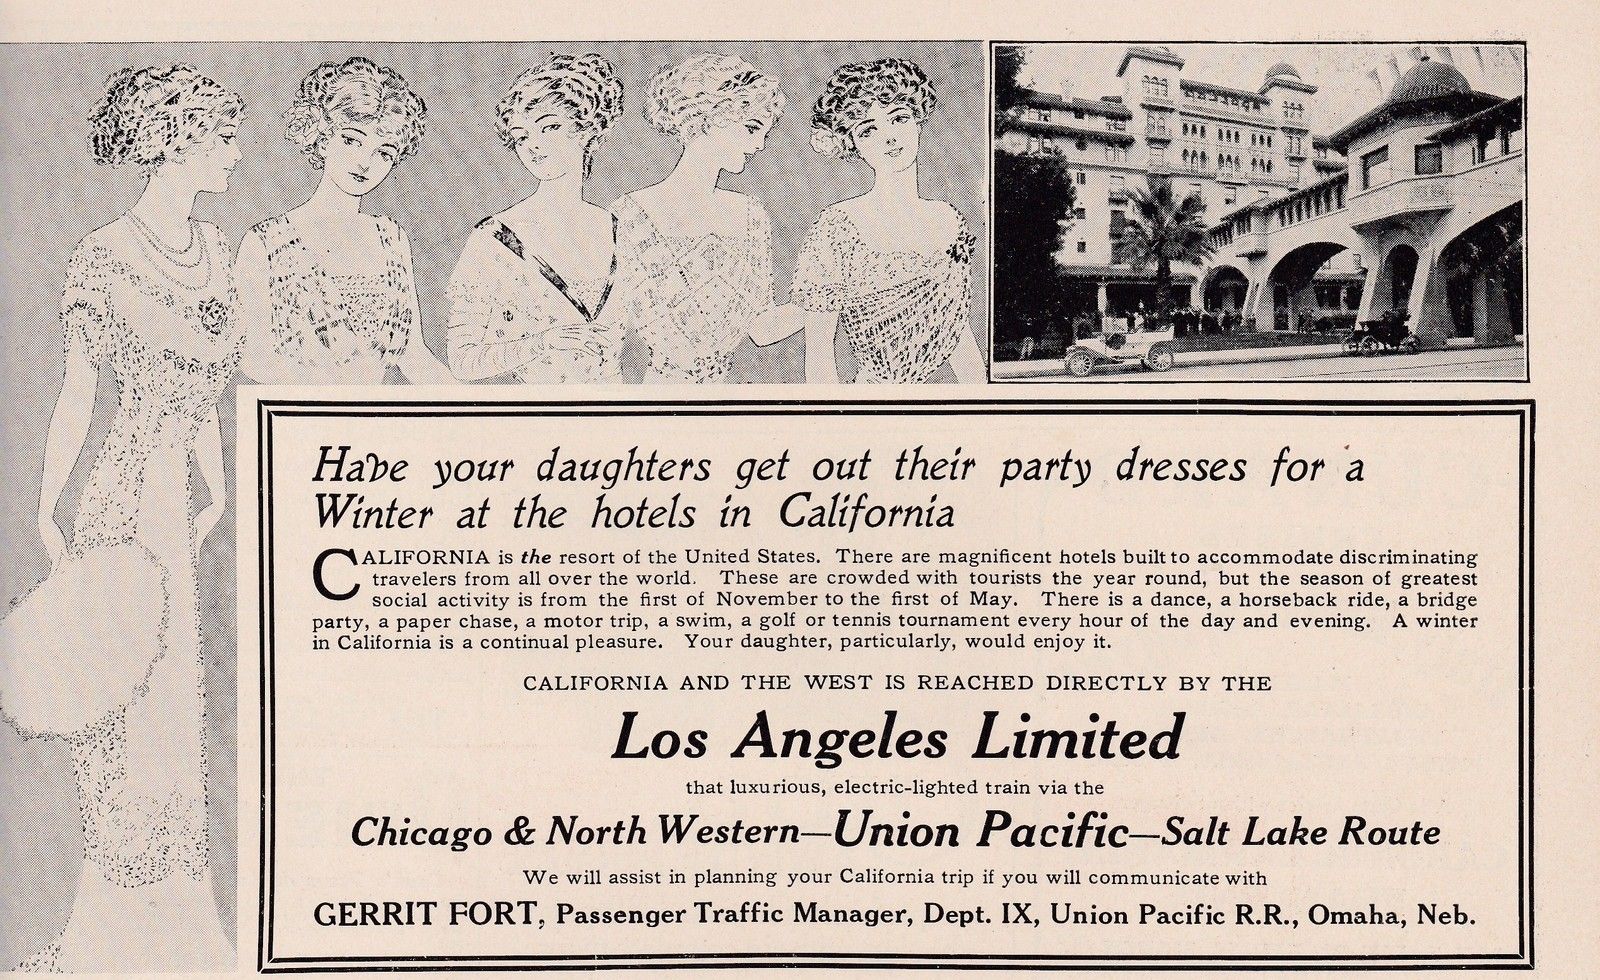 Have your daughters get out their party dresses for a
Winter at the hotels in California
CALIFORNIA is the resort of the United States. There are magnificent hotels built to accommodate discriminating
travelers from all over the world. These are crowded with tourists the year round, but the season of greatest
social activity is from the first of November to the first of May. There is a dance, a horseback ride, a bridge
party, a paper chase, a motor trip, a swim, a golf or tennis tournament every hour of the day and evening. A winter
in California is a continual pleasure. Your daughter, particularly, would enjoy it.
CALIFORNIA AND THE WEST IS REACHED DIRECTLY BY THE
Los Angeles Limited
that luxurious, electric-lighted train via the
Chicago & North Western—Union Pacific—Salt Lake Route
We will assist in planning your California trip if you will communicate with
GERRIT FORT, Passenger Traffic Manager, Dept. IX, Union Pacific R.R., Omaha, Neb.